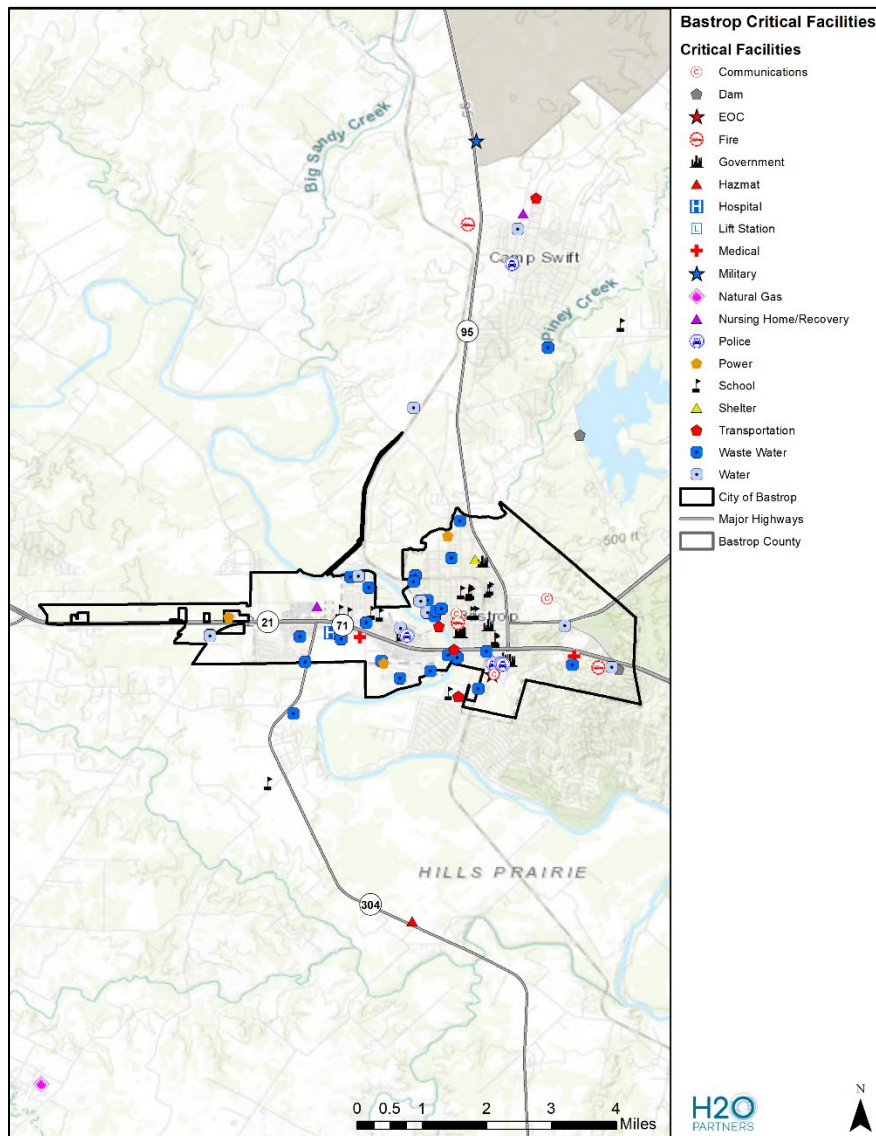 Bastrop Critical Facilities
Critical Facilities
Communications
Dam
EOC
Fire
Government
Hazmat
Hospital
Lift Station
Medical
Military
Natural Gas
Nursing Home/Recovery
Police
Power
School
Shelter
Transportation
Waste Water
Water
City of Bastrop
Major Highways
Bastrop County
95
Big Sandy Creek
Camp Swift
Piney Creek
95
500 ft
Bastrop
21
71
HILLS PRAIRIE
304
0 0.5 1 2 3 4
Miles
H2O
PARTNERS
N